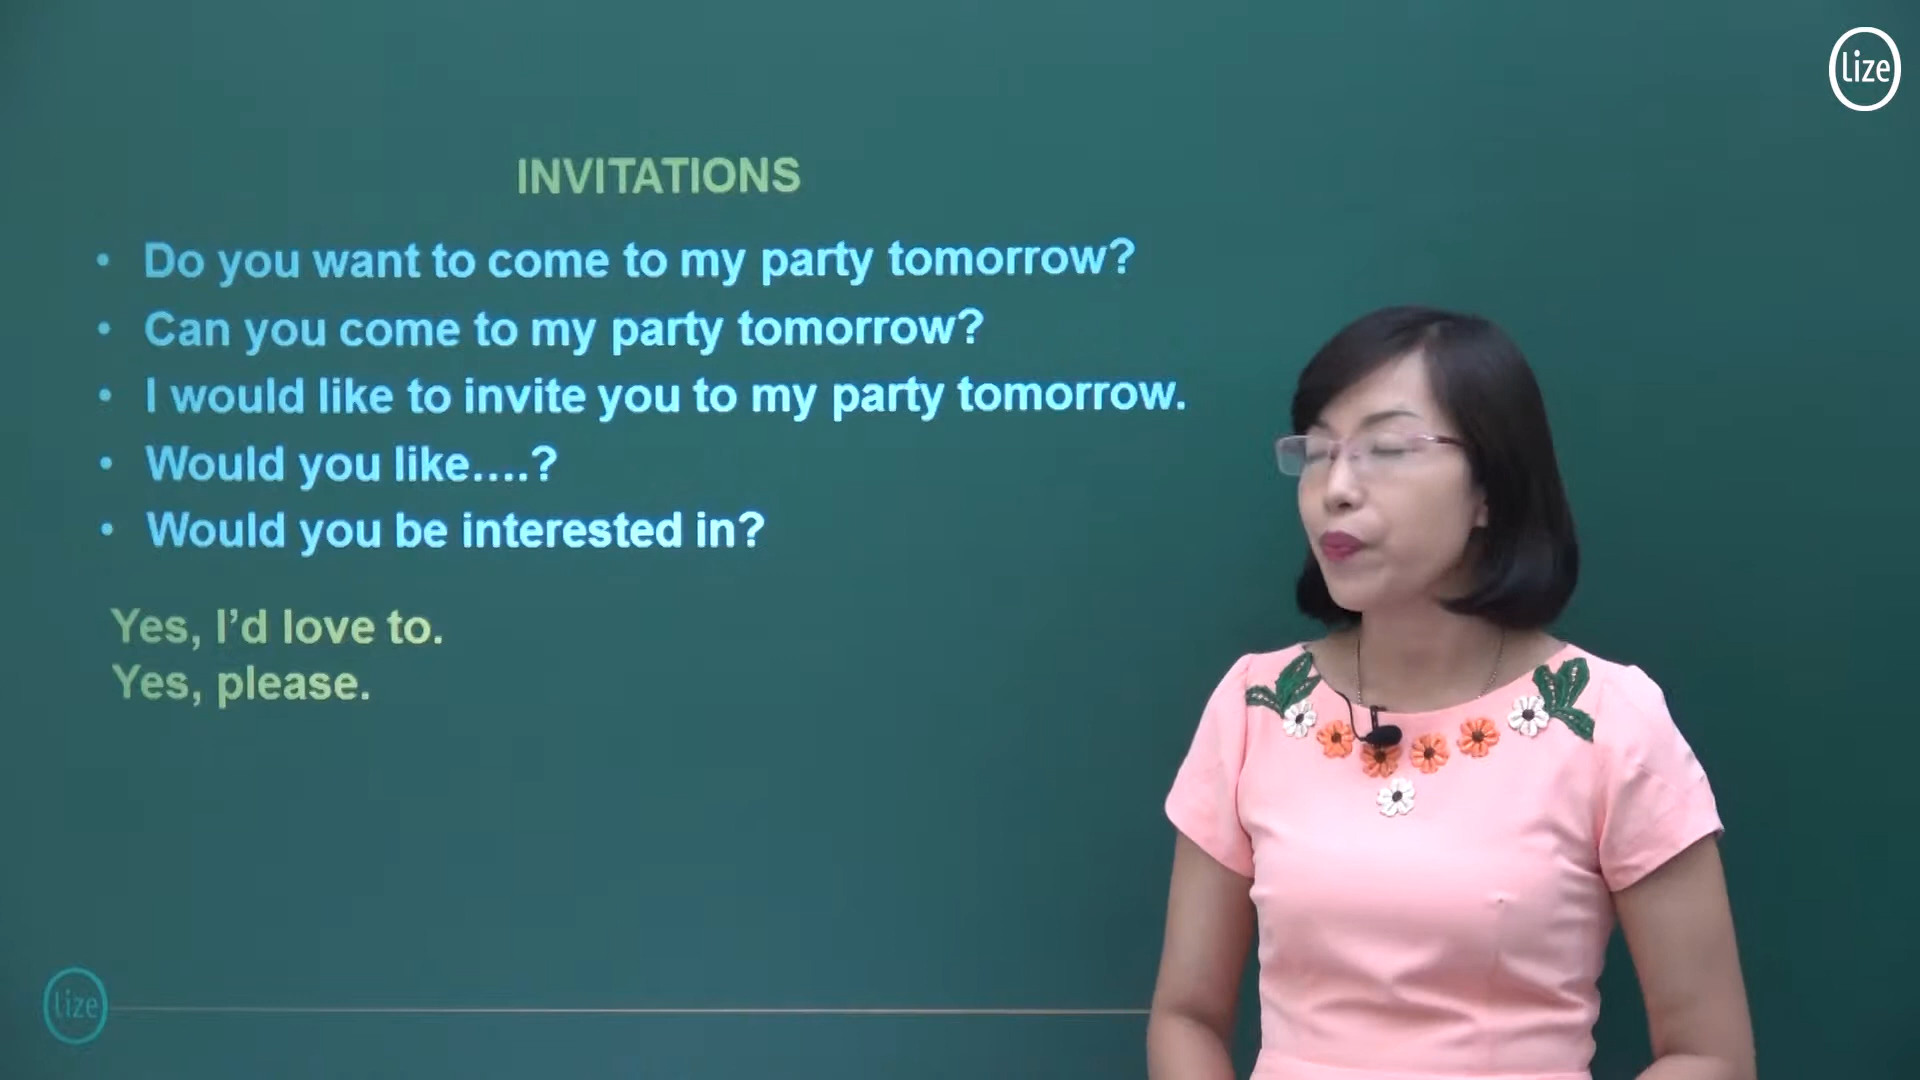 lize
INVITATIONS
• Do you want to come to my party tomorrow?
• Can you come to my party tomorrow?
• I would like to invite you to my party tomorrow.
• Would you like....?
• Would you be interested in?
Yes, I’d love to.
Yes, please.
lize